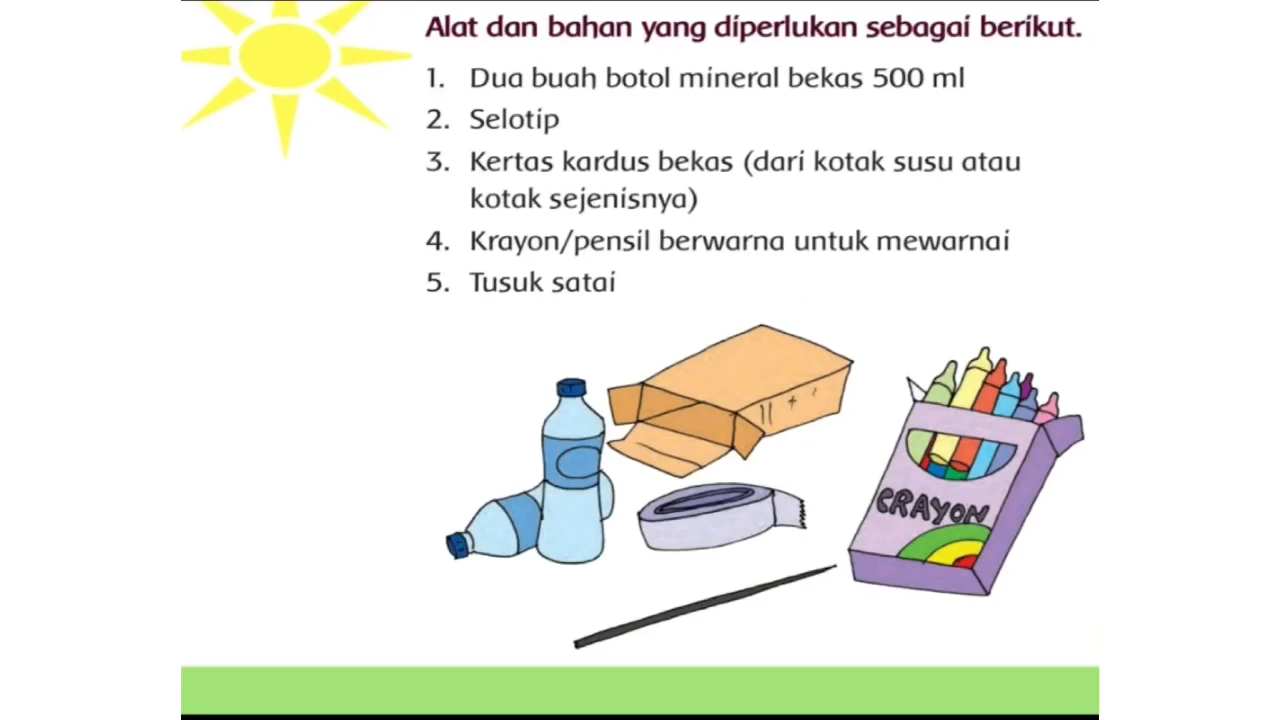 Alat dan bahan yang diperlukan sebagai berikut.
1. Dua buah botol mineral bekas 500 ml
2. Selotip
3. Kertas kardus bekas (dari kotak susu atau
kotak sejenisnya)
4. Krayon/pensil berwarna untuk mewarnai
5. Tusuk satai
CRAYON